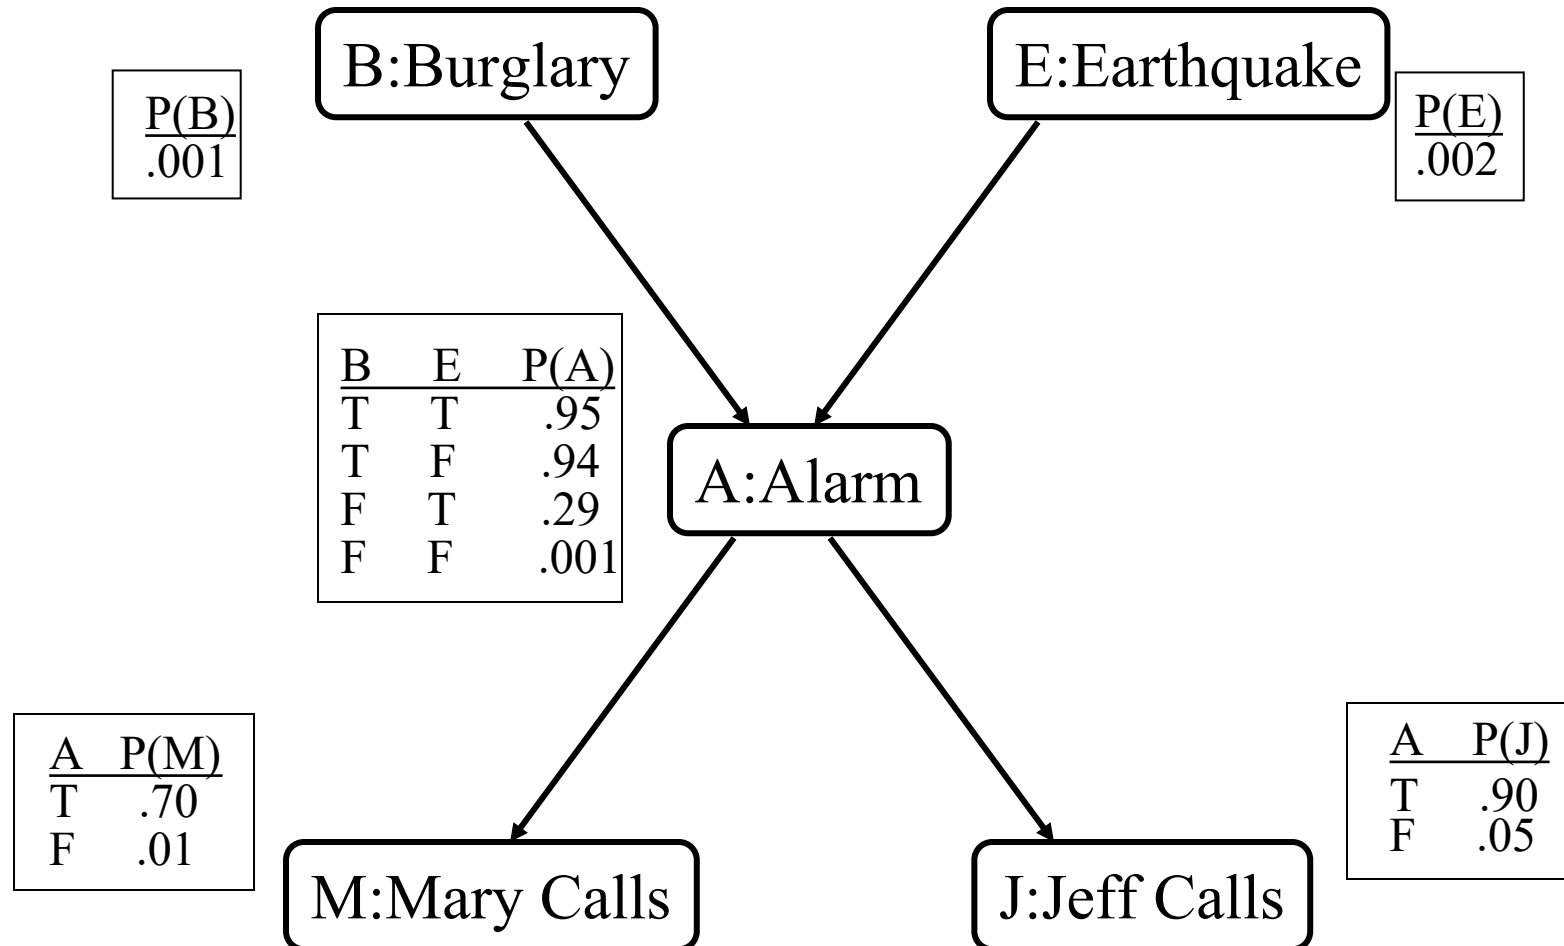 B:Burglary
E:Earthquake
P(B)
.001
P(E)
.002
B E P(A)
T T .95
T F .94
F T .29
F F .001
A:Alarm
A P(M)
T .70
F .01
A P(J)
T .90
F .05
M:Mary Calls
J:Jeff Calls